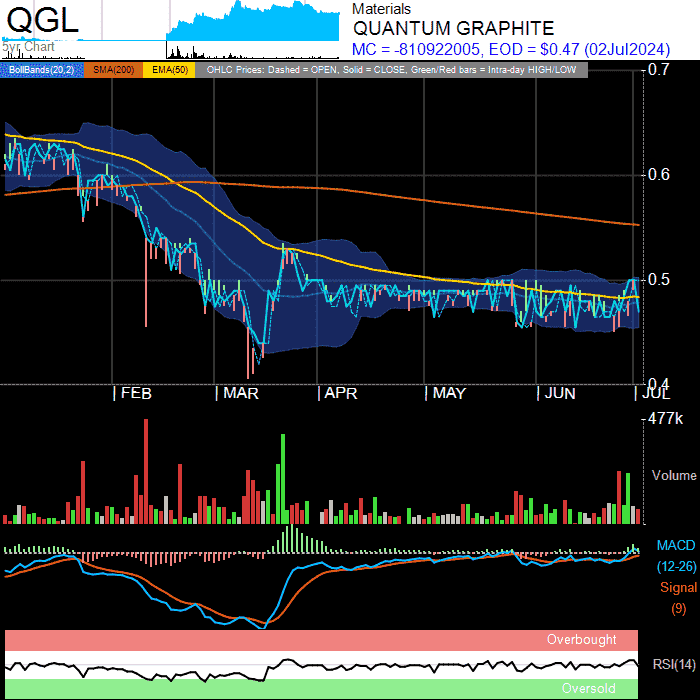 QGL
5yr Chart
Materials
QUANTUM GRAPHITE
MC = -810922005, EOD = $0.47 (02Jul2024)
BollBands(20,2) SMA(200) EMA(50) OHLC Prices: Dashed = OPEN, Solid = CLOSE, Green/Red bars = Intra-day HIGH/LOW
0.7
0.6
0.5
0.4
FEB MAR APR MAY JUN JUL
477k
Volume
MACD
(12-26)
Signal
(9)
Overbought
RSI(14)
Oversold